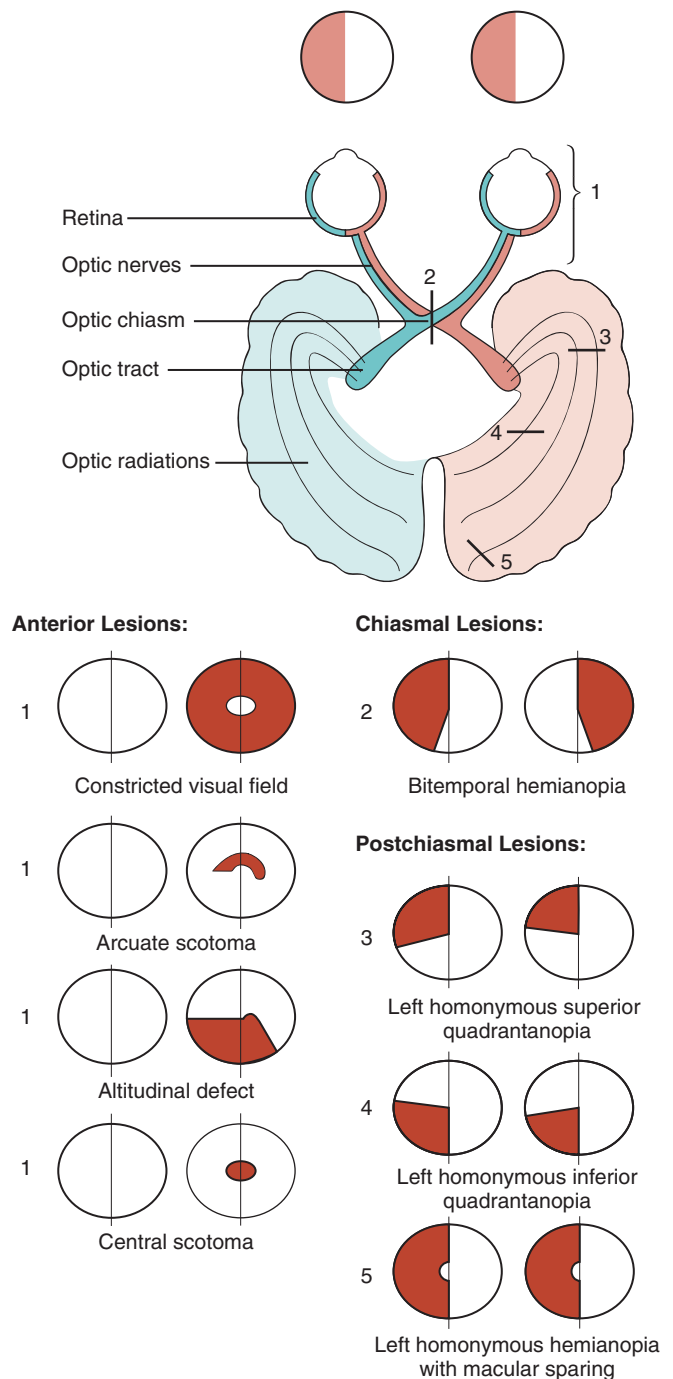 1
Retina
Optic nerves
2
Optic chiasm
3
Optic tract
4
Optic radiations
5
Anterior Lesions:
1
Constricted visual field
1
Arcuate scotoma
1
Altitudinal defect
1
Central scotoma
Chiasmal Lesions:
2
Bitemporal hemianopia
Postchiasmal Lesions:
3
Left homonymous superior
quadrantanopia
4
Left homonymous inferior
quadrantanopia
5
Left homonymous hemianopia
with macular sparing